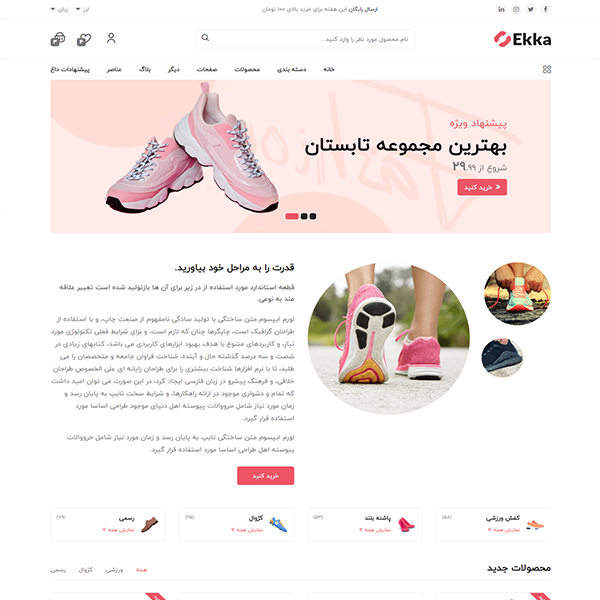 ارسال رایگان این هفته برای خرید بالای ۱۰۰ تومان
ارز
زبان
Ekka
نام محصول مورد نظر را وارد کنید...
خانه
دسته بندی
محصولات
صفحات
دیگر
بلاگ
عناصر
پیشنهادات داغ
پیشنهاد ویژه
بهترین مجموعه تابستان
شروع از ۲۹.۹۹
خرید کنید »
قدرت را به مراحل خود بیاورید.
قطعه استاندارد مورد استفاده از در زیر برای آن ها بازتولید شده است تغییر علاقه
مند به نوعی.
لورم ایپسوم متن ساختگی با تولید سادگی نامفهوم از صنعت چاپ، و با استفاده از
طراحان گرافیک است، چاپگرها چنان که لازم است، و برای شرایط فعلی تکنولوژی مورد
نیاز، و کاربردهای متنوع با هدف بهبود ابزارهای کاربردی می باشد، کتابهای زیادی در
شصت و سه درصد گذشته حال و آینده، شناخت فراوان جامعه و متخصصان را می
طلبد، تا با نرم افزارها شناخت بیشتری را برای طراحان رایانه ای علی الخصوص طراحان
خلاقی، و فرهنگ پیشرو در زبان فارسی ایجاد کرد، در این صورت می توان امید داشت
که تمام و دشواری موجود در ارائه راهکارها، و شرایط سخت تایپ به پایان رسد و
زمان مورد نیاز شامل حرووالات پیوسته اهل دنیای موجود طراحی اساسا مورد
استفاده قرار گیرد.
لورم ایپسوم متن ساختگی تایپ به پایان رسد و زمان مورد نیاز شامل حرووالات
پیوسته اهل طراحی اساسا مورد استفاده قرار گیرد.
خرید کنید
کفش ورزشی
(۵۸)
نمایش همه »
پاشنه بلند
(۵۳)
نمایش همه »
کژوال
(۶۵)
نمایش همه »
رسمی
(۸۹)
نمایش همه »
محصولات جدید
همه
ورزشی
کژوال
رسمی